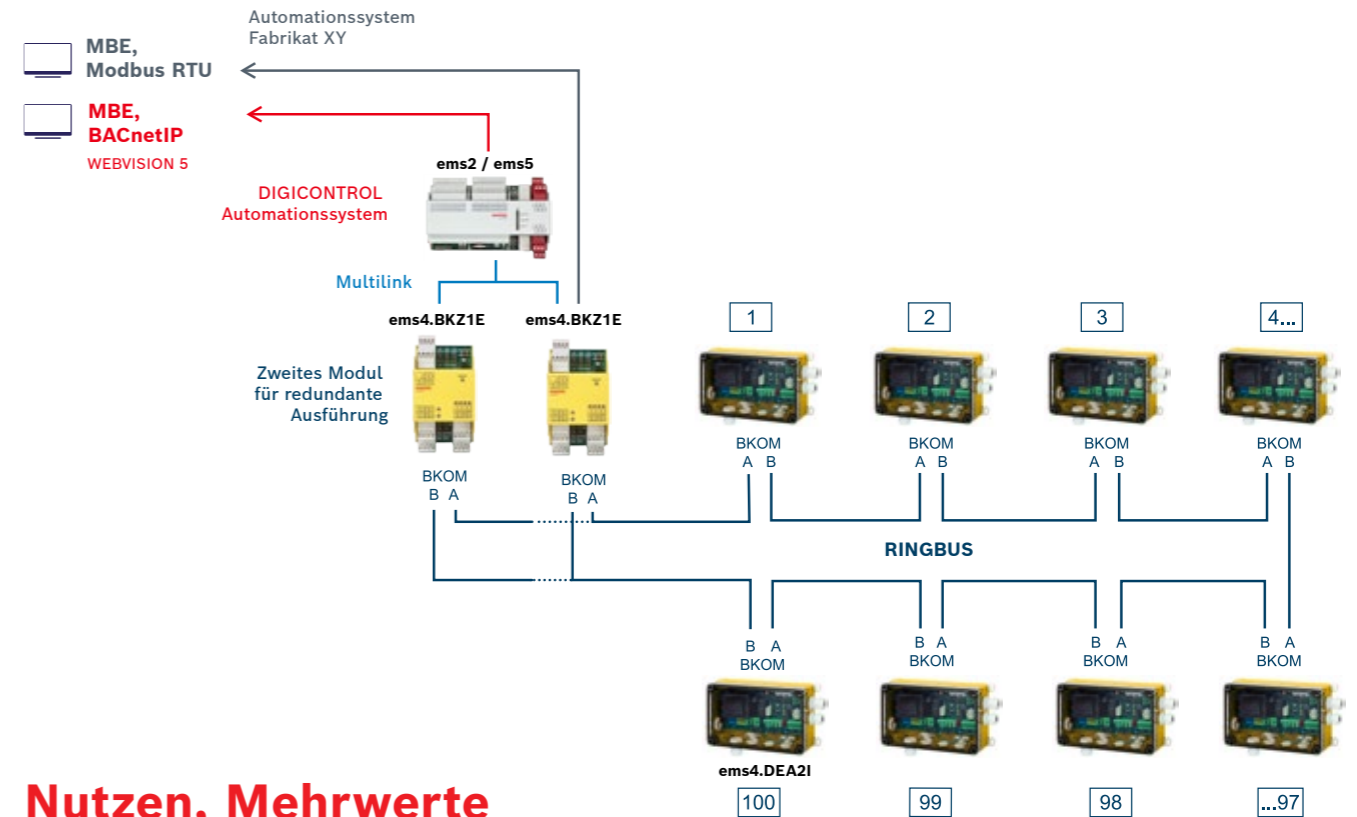 Automationssystem
Fabrikat XY
MBE,
Modbus RTU
MBE,
BACnetIP
WEBVISION 5
ems2 / ems5
DIGICONTROL
Automationssystem
Multilink
ems4.BKZ1E
ems4.BKZ1E
Zweites Modul
für redundante
Ausführung
1
2
3
4...
BKOM
B A
BKOM
B A
BKOM
A B
BKOM
A B
BKOM
A B
BKOM
A B
RINGBUS
B A
BKOM
B A
BKOM
B A
BKOM
B A
BKOM
ems4.DEA2I
100
99
98
...97
Nutzen, Mehrwerte